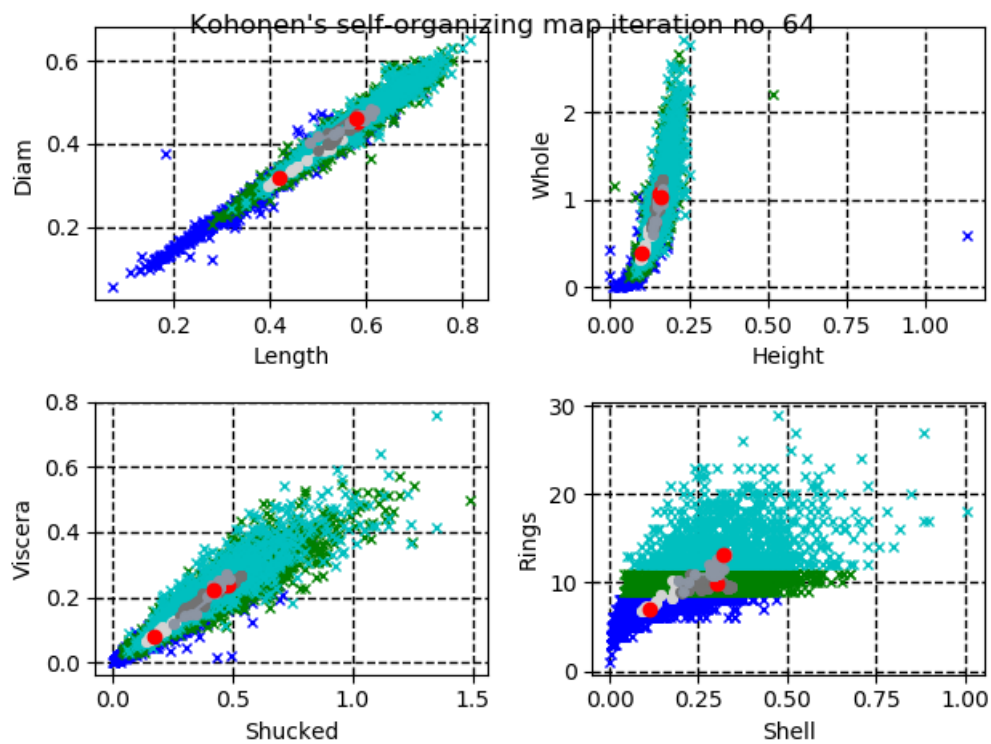 Kohonen's self-organizing map iteration no. 64
0.6
0.4
0.2
Diam
0.2 0.4 0.6 0.8
Length
2
1
0
Whole
0.00 0.25 0.50 0.75 1.00
Height
0.8
0.6
0.4
0.2
0.0
Viscera
0.0 0.5 1.0 1.5
Shucked
30
20
10
0
Rings
0.00 0.25 0.50 0.75 1.00
Shell